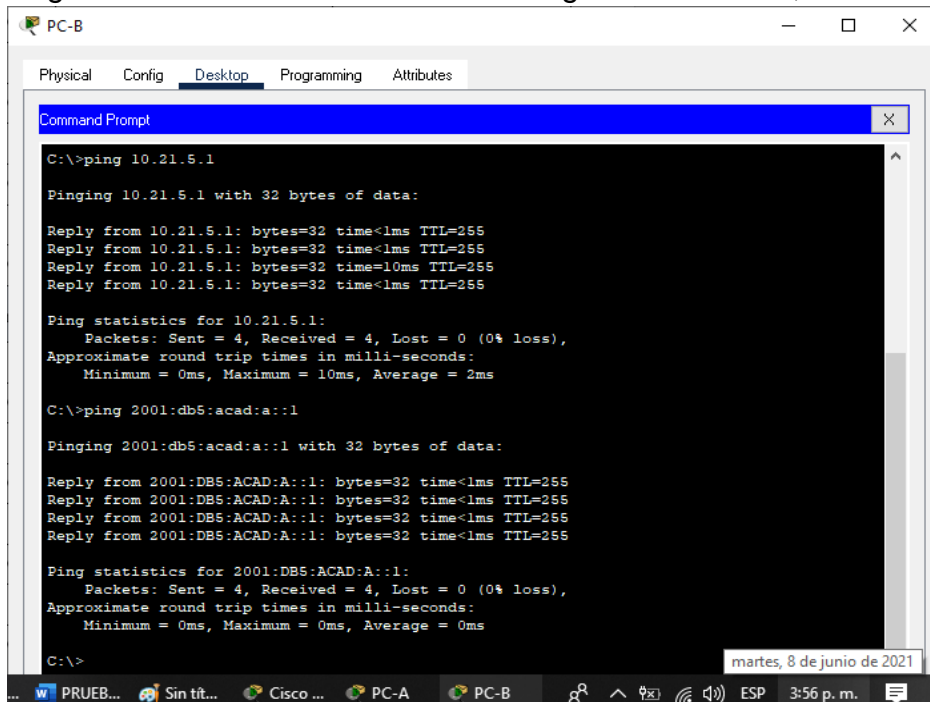 PC-B
Physical Config Desktop Programming Attributes
Command Prompt
X
C:\>ping 10.21.5.1
Pinging 10.21.5.1 with 32 bytes of data:
Reply from 10.21.5.1: bytes=32 time<1ms TTL=255
Reply from 10.21.5.1: bytes=32 time<1ms TTL=255
Reply from 10.21.5.1: bytes=32 time=10ms TTL=255
Reply from 10.21.5.1: bytes=32 time<1ms TTL=255
Ping statistics for 10.21.5.1:
Packets: Sent = 4, Received = 4, Lost = 0 (0% loss),
Approximate round trip times in milli-seconds:
Minimum = 0ms, Maximum = 10ms, Average = 2ms
C:\>ping 2001:db5:acad:a::1
Pinging 2001:db5:acad:a::1 with 32 bytes of data:
Reply from 2001:DB5:ACAD:A::1: bytes=32 time<1ms TTL=255
Reply from 2001:DB5:ACAD:A::1: bytes=32 time<1ms TTL=255
Reply from 2001:DB5:ACAD:A::1: bytes=32 time<1ms TTL=255
Reply from 2001:DB5:ACAD:A::1: bytes=32 time<1ms TTL=255
Ping statistics for 2001:DB5:ACAD:A::1:
Packets: Sent = 4, Received = 4, Lost = 0 (0% loss),
Approximate round trip times in milli-seconds:
Minimum = 0ms, Maximum = 0ms, Average = 0ms
C:\>
martes, 8 de junio de 2021
... PRUEB... Sin tít... Cisco ... PC-A PC-B ESP 3:56 p. m.